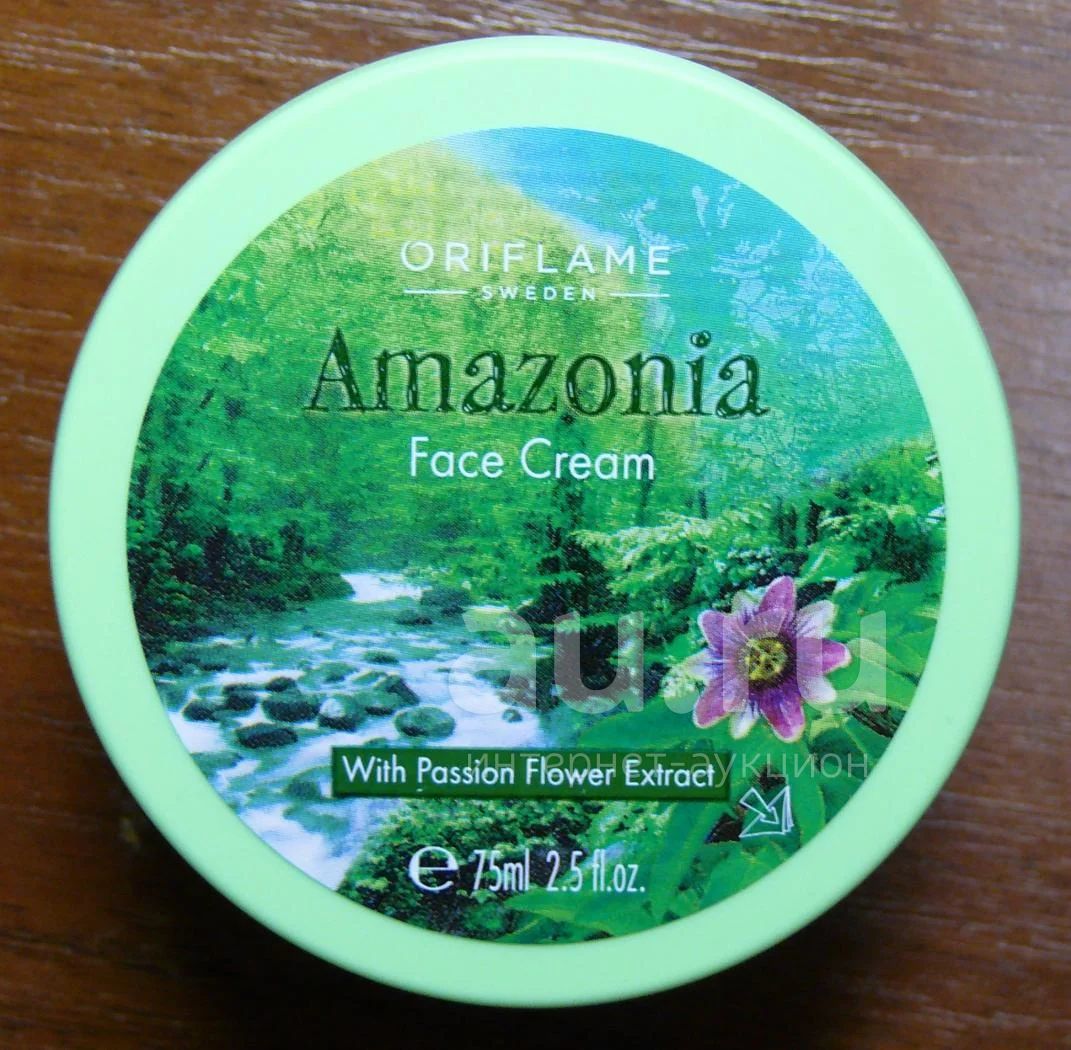 ORIFLAME
SWEDEN
Amazonia
Face Cream
au.ru
интернет-аукцион
With Passion Flower Extract
e 75ml 2.5 fl.oz.